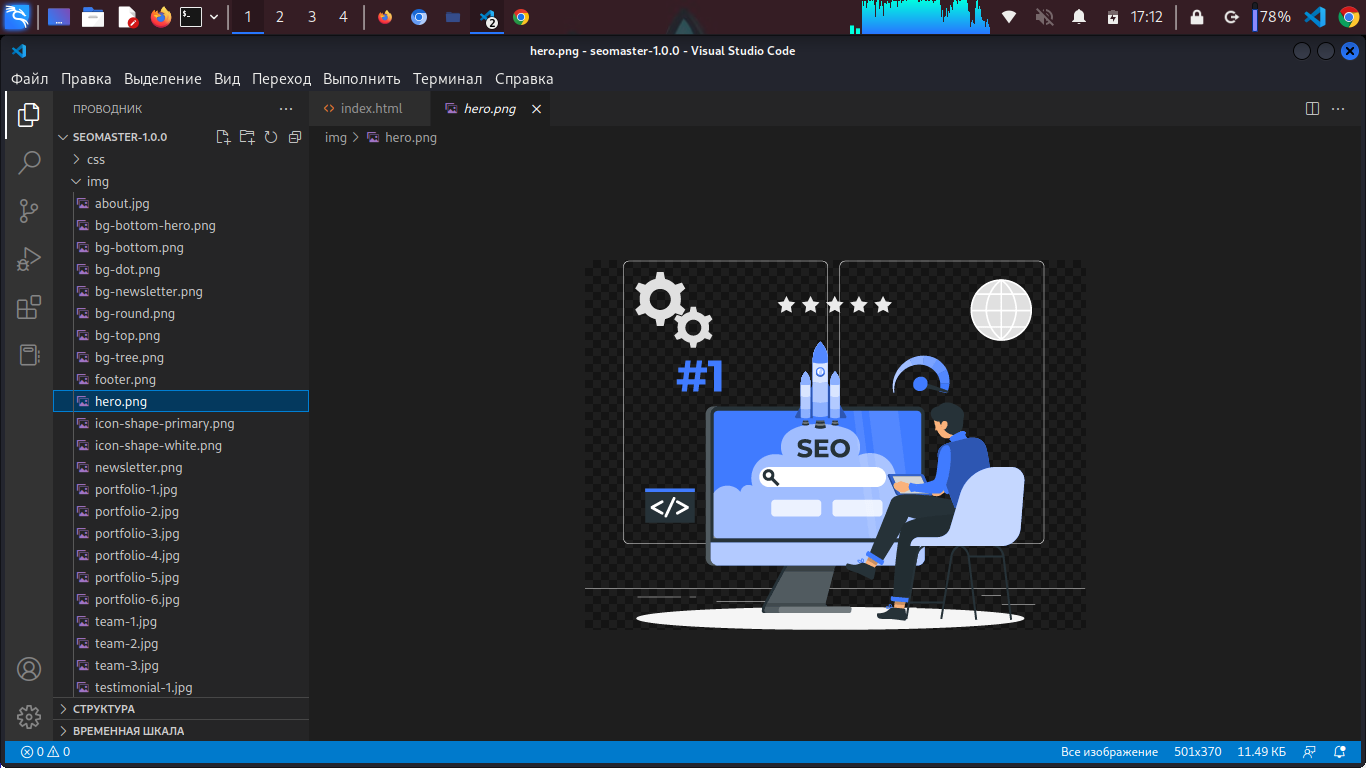 1 2 3 4 2 17:12 78%
hero.png - seomaster-1.0.0 - Visual Studio Code
Файл Правка Выделение Вид Переход Выполнить Терминал Справка
ПРОВОДНИК
index.html hero.png
SEOMASTER-1.0.0
img > hero.png
css
img
about.jpg
bg-bottom-hero.png
bg-bottom.png
bg-dot.png
bg-newsletter.png
bg-round.png
bg-top.png
bg-tree.png
footer.png
hero.png
icon-shape-primary.png
icon-shape-white.png
newsletter.png
portfolio-1.jpg
portfolio-2.jpg
portfolio-3.jpg
portfolio-4.jpg
portfolio-5.jpg
portfolio-6.jpg
team-1.jpg
team-2.jpg
team-3.jpg
testimonial-1.jpg
#1
SEO
</>
СТРУКТУРА
ВРЕМЕННАЯ ШКАЛА
0 0 Все изображение 501x370 11.49 КБ